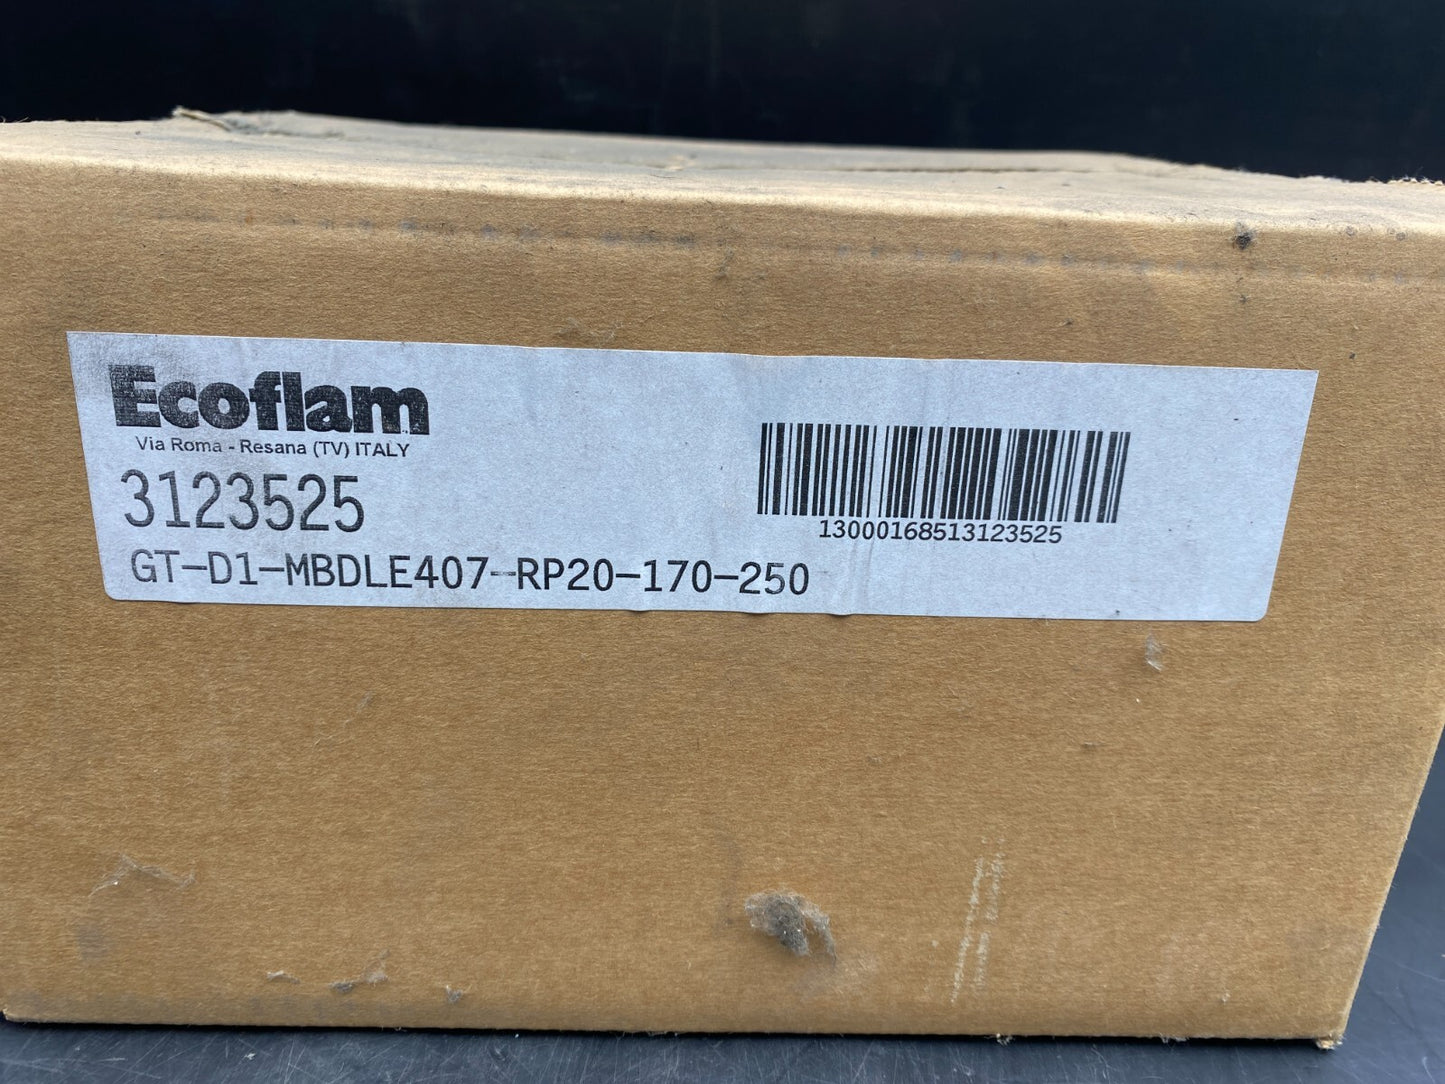 Ecoflam
Via Roma - Resana (TV) ITALY
3123525
GT-D1-MBDLE407-RP20-170-250
13000168513123525